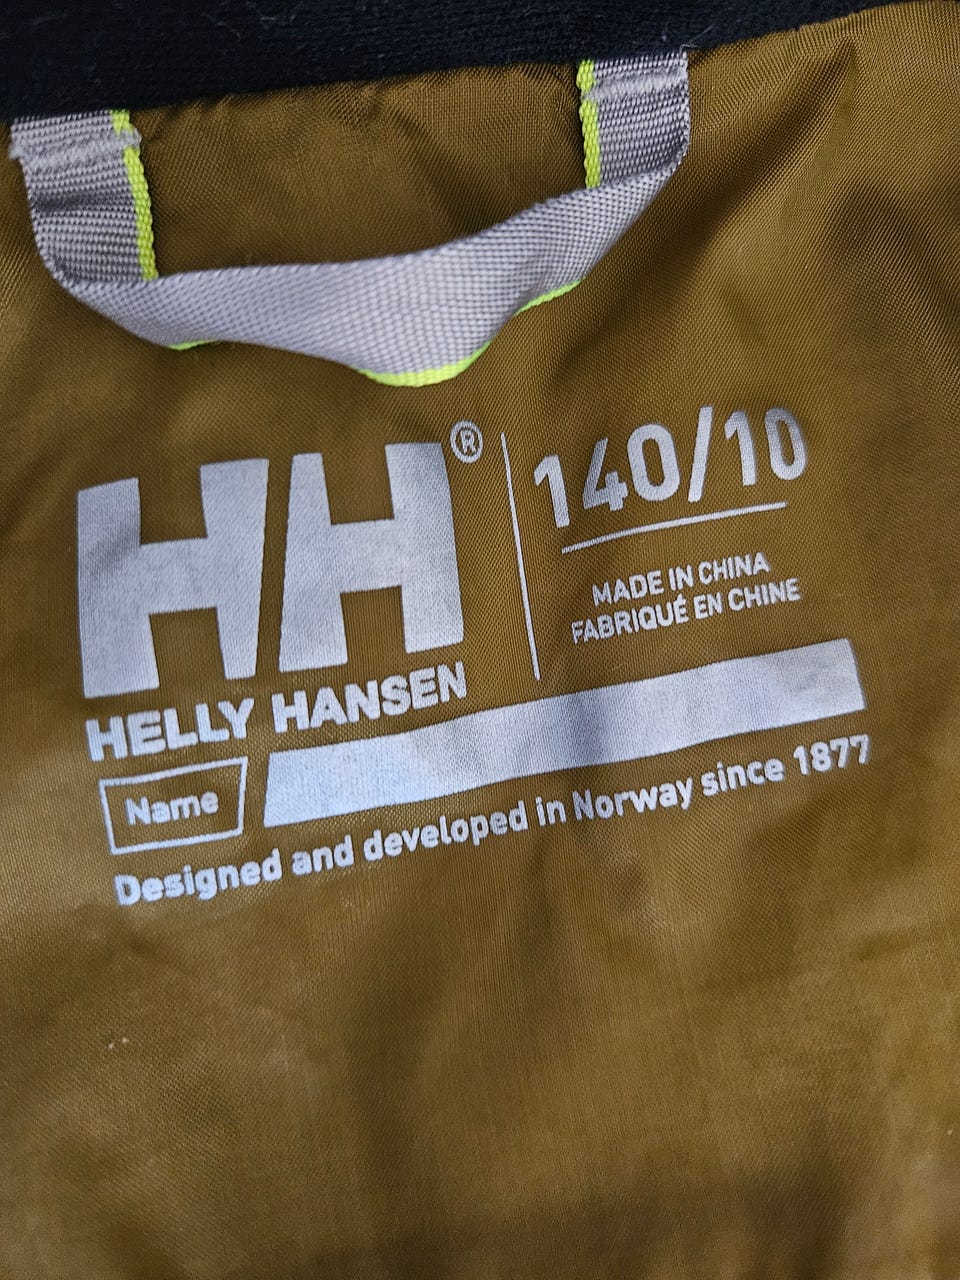 HH®
140/10
MADE IN CHINA
FABRIQUÉ EN CHINE
HELLY HANSEN
Name
Designed and developed in Norway since 1877